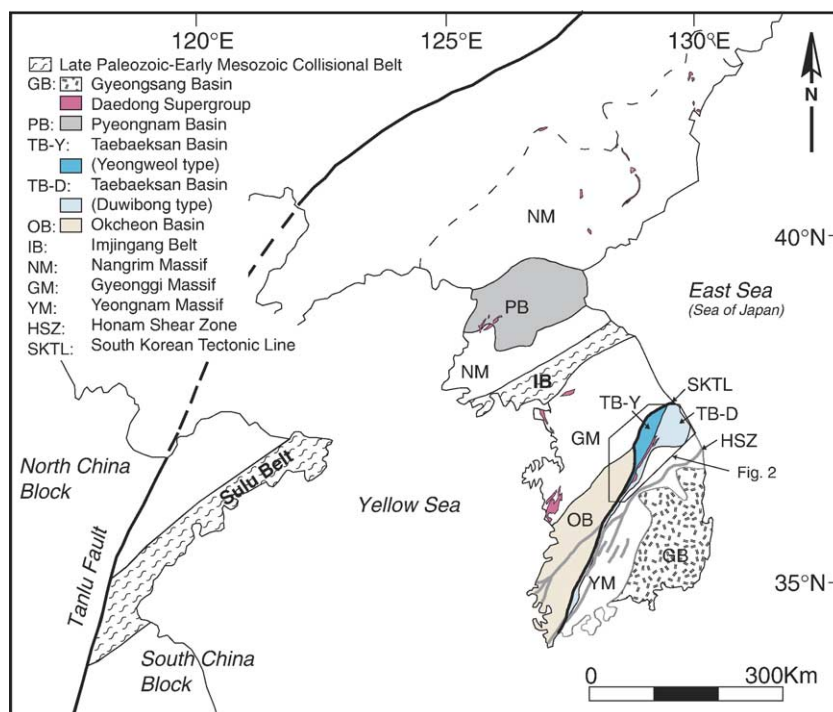 120°E
125°E
130°E
Late Paleozoic-Early Mesozoic Collisional Belt
GB: Gyeongsang Basin
Daedong Supergroup
PB: Pyeongnam Basin
TB-Y: Taebaeksan Basin
(Yeongweol type)
TB-D: Taebaeksan Basin
(Duwibong type)
OB: Okcheon Basin
IB: Imjingang Belt
NM: Nangrim Massif
GM: Gyeonggi Massif
YM: Yeongnam Massif
HSZ: Honam Shear Zone
SKTL: South Korean Tectonic Line
N
NM
40°N
East Sea
(Sea of Japan)
PB
NM
IB
SKTL
TB-Y
TB-D
GM
HSZ
Fig. 2
North China
Block
Sulu Belt
Yellow Sea
OB
GB
Tanlu Fault
YM
35°N
South China
Block
0
300Km